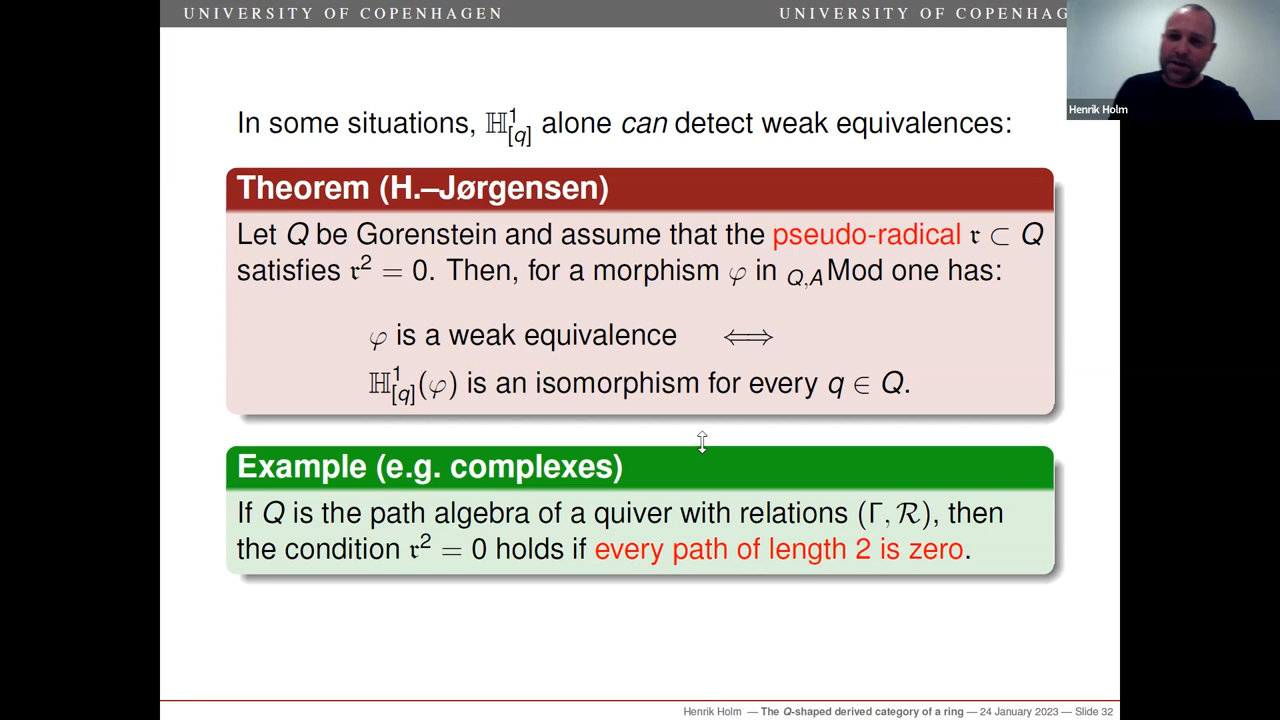 UNIVERSITY OF COPENHAGEN
UNIVERSITY OF COPENHAG
Henrik Holm
In some situations, ℍ¹[q] alone can detect weak equivalences:
Theorem (H.–Jørgensen)
Let Q be Gorenstein and assume that the pseudo-radical 𝔯 ⊂ Q
satisfies 𝔯² = 0. Then, for a morphism φ in Q,A Mod one has:
φ is a weak equivalence ⟺
ℍ¹[q](φ) is an isomorphism for every q ∈ Q.
Example (e.g. complexes)
If Q is the path algebra of a quiver with relations (Γ, ℛ), then
the condition 𝔯² = 0 holds if every path of length 2 is zero.
Henrik Holm — The Q-shaped derived category of a ring — 24 January 2023 — Slide 32